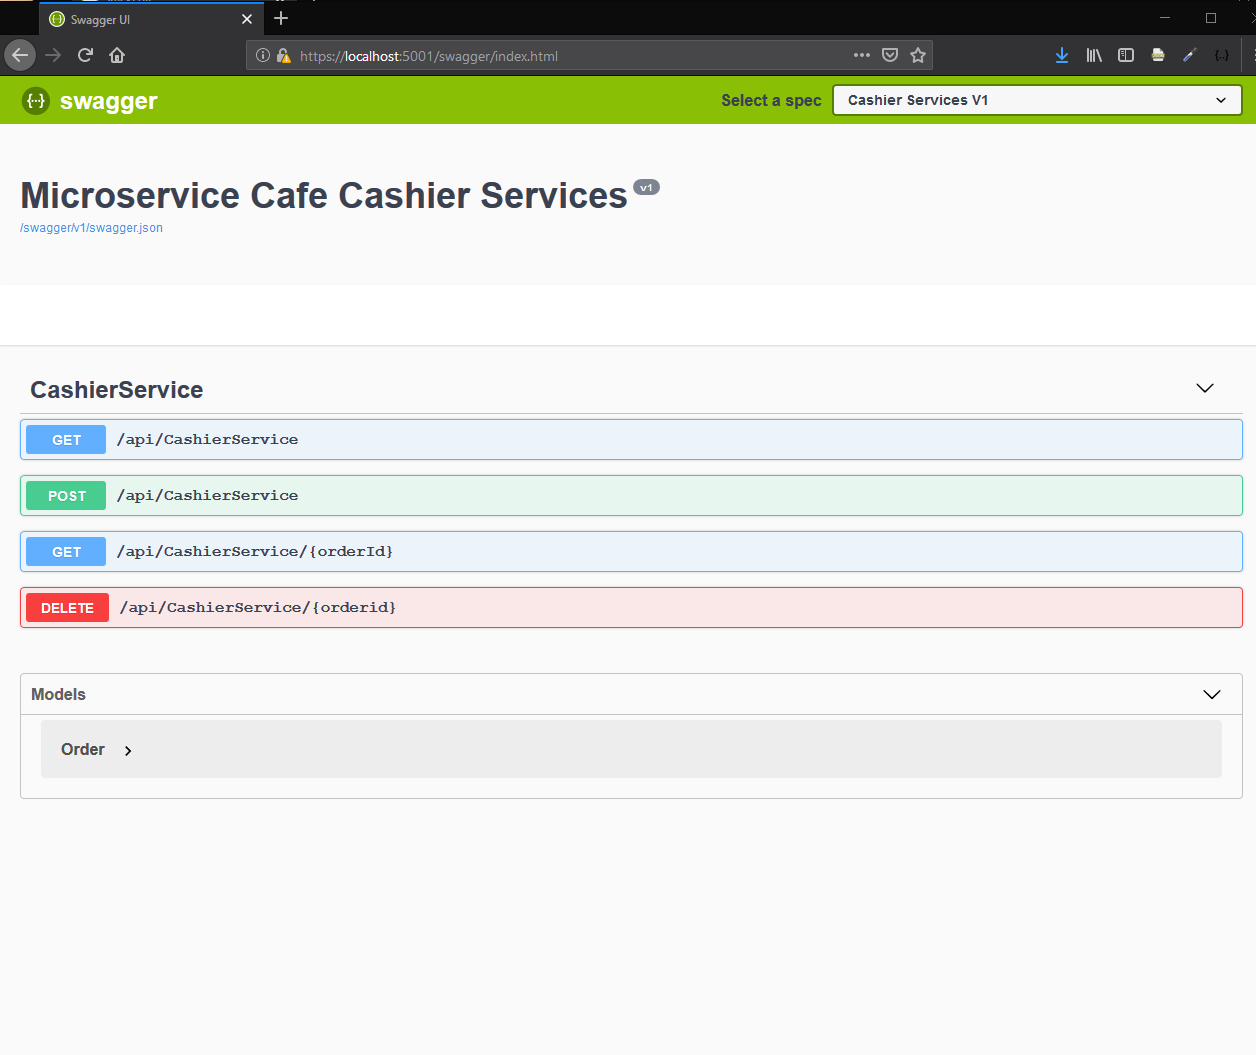 Swagger UI
https://localhost:5001/swagger/index.html
swagger
Select a spec
Cashier Services V1
Microservice Cafe Cashier Services v1
/swagger/v1/swagger.json
CashierService
GET /api/CashierService
POST /api/CashierService
GET /api/CashierService/{orderId}
DELETE /api/CashierService/{orderid}
Models
Order